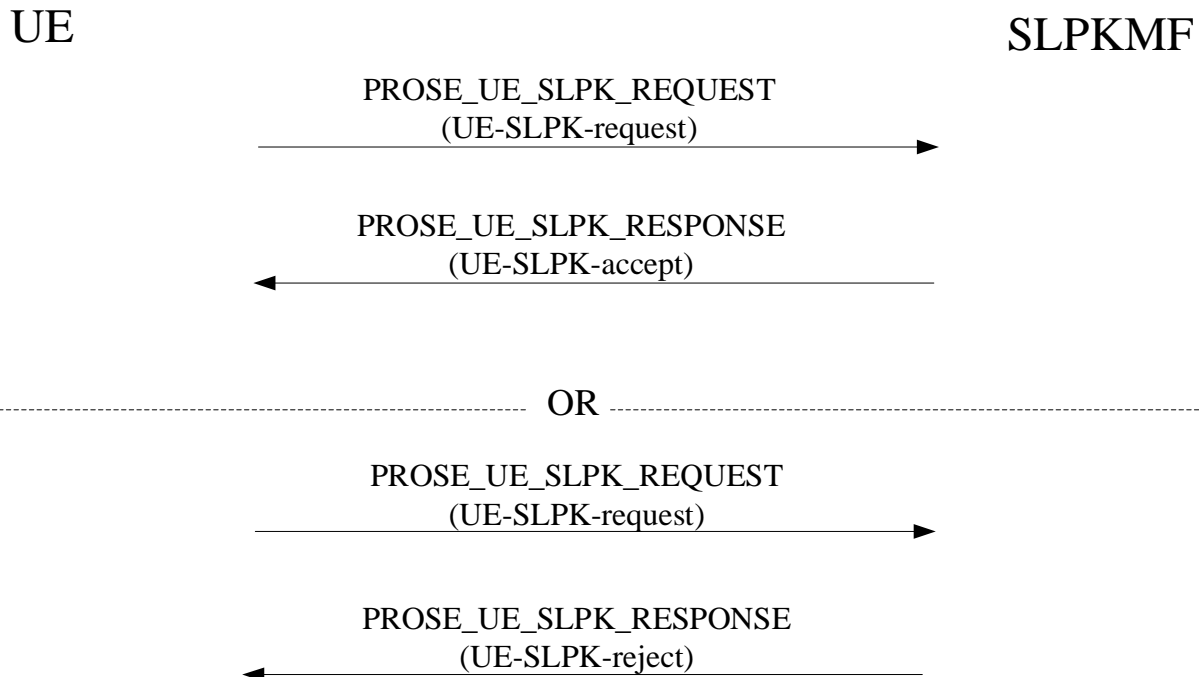 UE
SLPKMF
PROSE_UE_SLPK_REQUEST
(UE-SLPK-request)
PROSE_UE_SLPK_RESPONSE
(UE-SLPK-accept)
OR
PROSE_UE_SLPK_REQUEST
(UE-SLPK-request)
PROSE_UE_SLPK_RESPONSE
(UE-SLPK-reject)